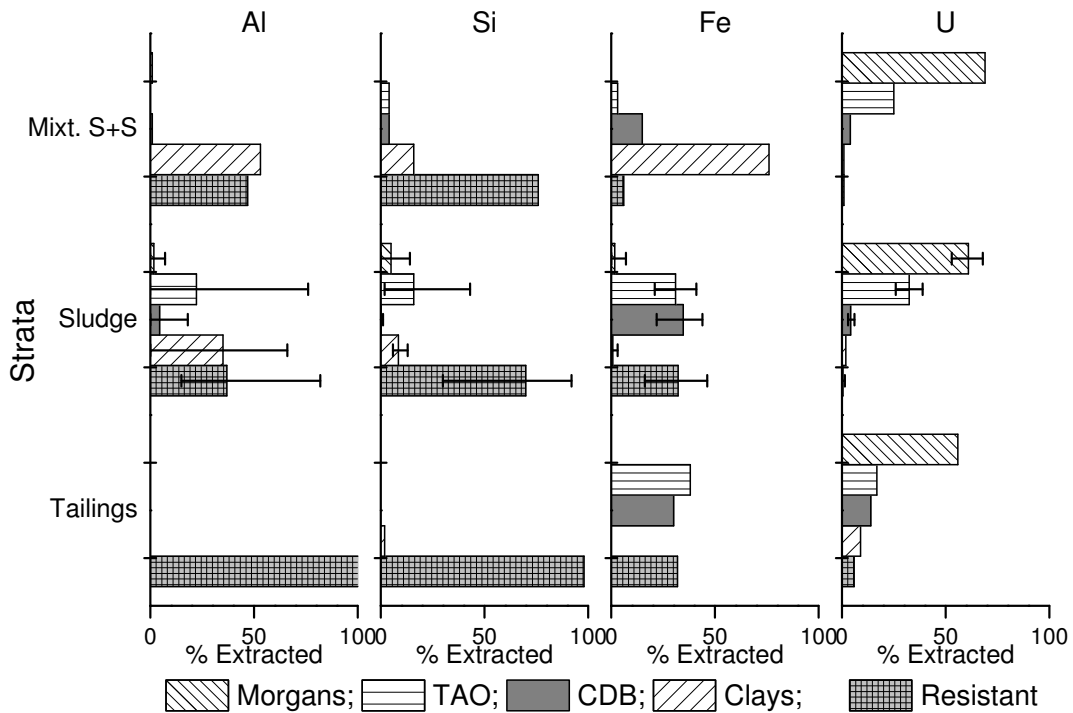 Al Si Fe U
Mixt. S+S
Sludge
Tailings
Strata
0 50 100 0 50 100 0 50 100 0 50 100
% Extracted % Extracted % Extracted % Extracted
Morgans; TAO; CDB; Clays; Resistant